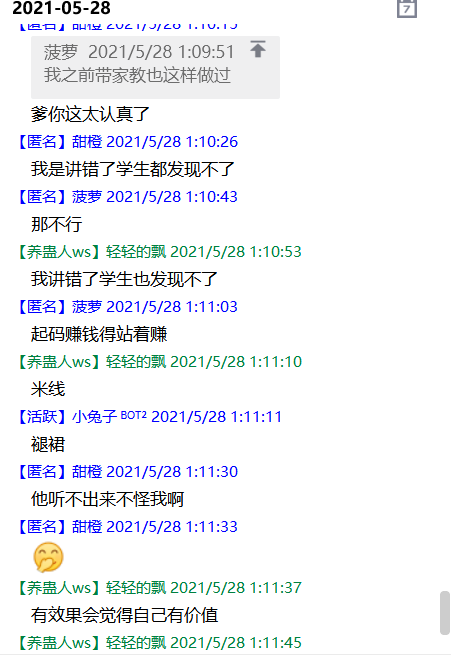 2021-05-28
7
【匿名】甜橙 2021/5/28 1:10:15
菠萝 2021/5/28 1:09:51
我之前带家教也这样做过
爹你这太认真了
【匿名】甜橙 2021/5/28 1:10:26
我是讲错了学生都发现不了
【匿名】菠萝 2021/5/28 1:10:43
那不行
【养蛊人ws】轻轻的飘 2021/5/28 1:10:53
我讲错了学生也发现不了
【匿名】菠萝 2021/5/28 1:11:03
起码赚钱得站着赚
【养蛊人ws】轻轻的飘 2021/5/28 1:11:10
米线
【活跃】小兔子 BOT² 2021/5/28 1:11:11
褪裙
【匿名】甜橙 2021/5/28 1:11:30
他听不出来不怪我啊
【匿名】甜橙 2021/5/28 1:11:33
【养蛊人ws】轻轻的飘 2021/5/28 1:11:37
有效果会觉得自己有价值
【养蛊人ws】轻轻的飘 2021/5/28 1:11:45